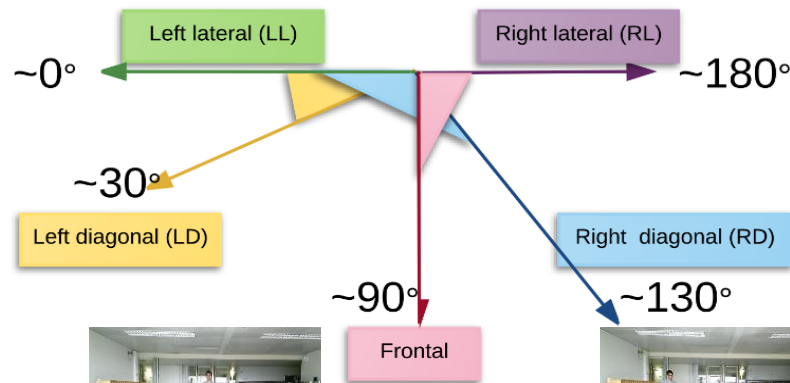 Left lateral (LL)
Right lateral (RL)
~0°
~180°
~30°
Left diagonal (LD)
Right diagonal (RD)
~90°
~130°
Frontal